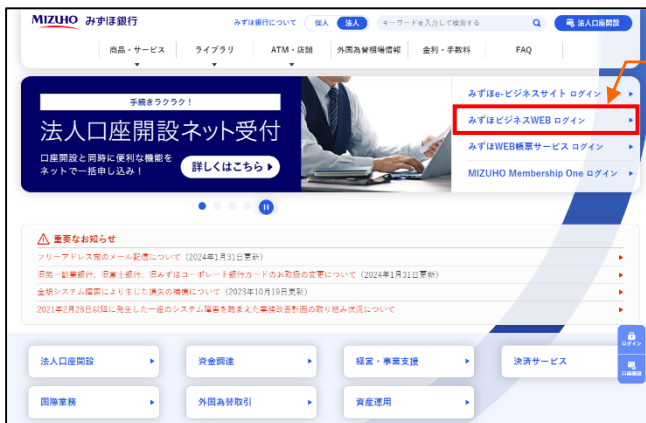 MIZUHO みずほ銀行
みずほ銀行について 個人 法人 キーワードを入力して検索する 法人口座開設
商品・サービス ライブラリ ATM・店舗 外国為替相場情報 金利・手数料 FAQ
手続きラクラク！
法人口座開設ネット受付
口座開設と同時に便利な機能を
ネットで一括申し込み！
詳しくはこちら
みずほe-ビジネスサイト ログイン
みずほビジネスWEB ログイン
みずほWEB帳票サービス ログイン
MIZUHO Membership One ログイン
重要なお知らせ
フリーアドレス宛のメール配信について（2024年1月31日更新）
旧第一勧業銀行、旧富士銀行、旧みずほコーポレート銀行カードのお取扱の変更について（2024年1月31日更新）
全銀システム障害により生じた損失の補償について（2023年10月19日更新）
2021年2月28日以降に発生した一連のシステム障害を踏まえた業務改善計画の取り組み状況について
ログイン
口座開設
法人口座開設 資金調達 経営・事業支援 決済サービス
国際業務 外国為替取引 資産運用